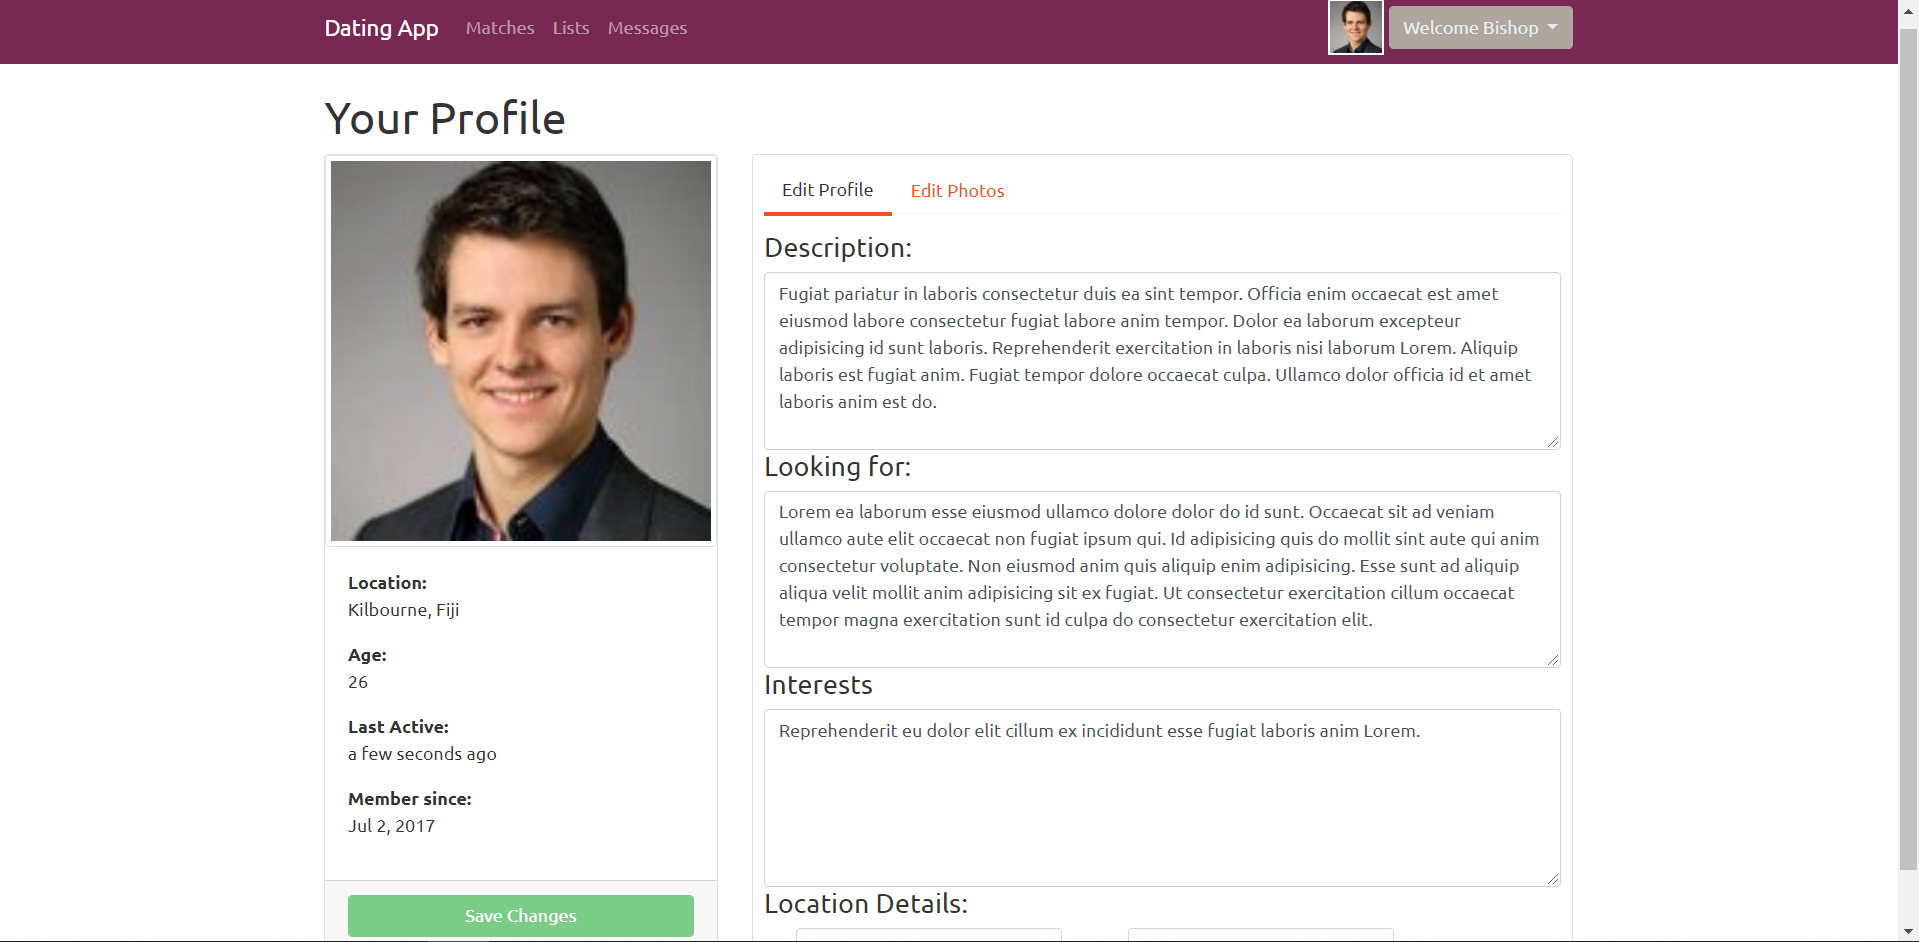 Dating App Matches Lists Messages Welcome Bishop
Your Profile
Location:
Kilbourne, Fiji
Age:
26
Last Active:
a few seconds ago
Member since:
Jul 2, 2017
Save Changes
Edit Profile Edit Photos
Description:
Fugiat pariatur in laboris consectetur duis ea sint tempor. Officia enim occaecat est amet
eiusmod labore consectetur fugiat labore anim tempor. Dolor ea laborum excepteur
adipisicing id sunt laboris. Reprehenderit exercitation in laboris nisi laborum Lorem. Aliquip
laboris est fugiat anim. Fugiat tempor dolore occaecat culpa. Ullamco dolor officia id et amet
laboris anim est do.
Looking for:
Lorem ea laborum esse eiusmod ullamco dolore dolor do id sunt. Occaecat sit ad veniam
ullamco aute elit occaecat non fugiat ipsum qui. Id adipisicing quis do mollit sint aute qui anim
consectetur voluptate. Non eiusmod anim quis aliquip enim adipisicing. Esse sunt ad aliquip
aliqua velit mollit anim adipisicing sit ex fugiat. Ut consectetur exercitation cillum occaecat
tempor magna exercitation sunt id culpa do consectetur exercitation elit.
Interests
Reprehenderit eu dolor elit cillum ex incididunt esse fugiat laboris anim Lorem.
Location Details: